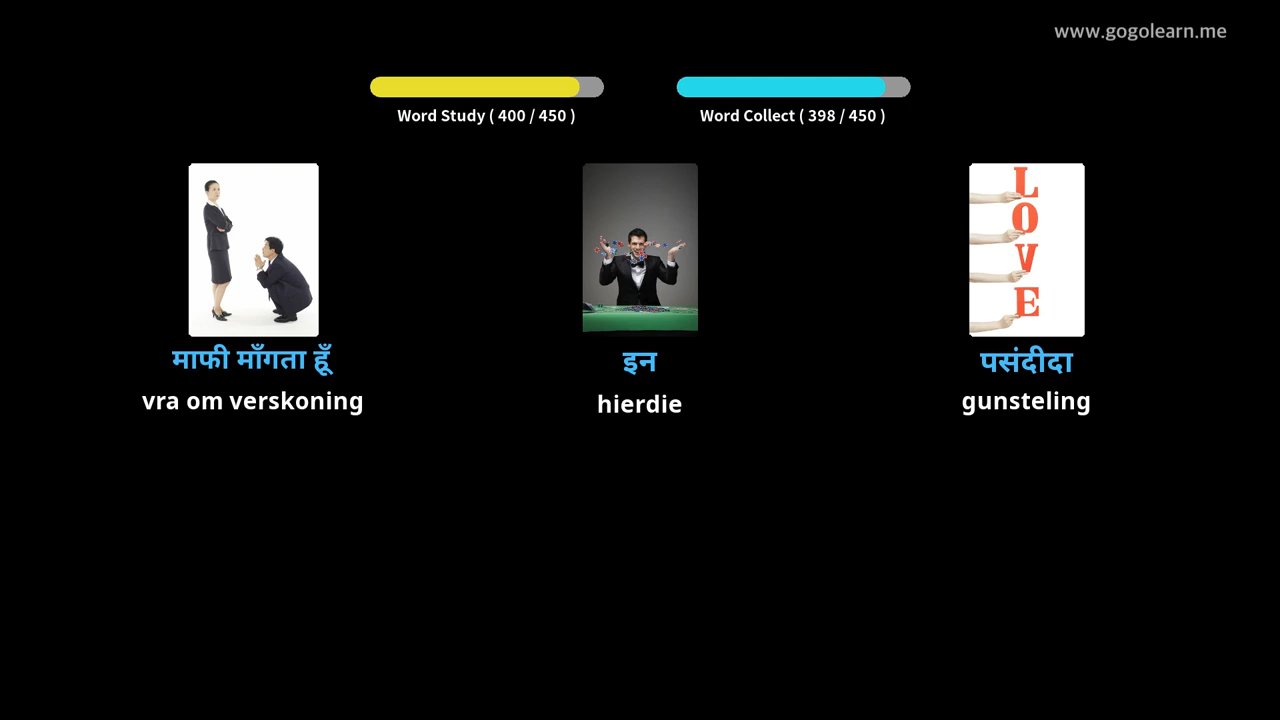 www.gogolearn.me
Word Study ( 400 / 450 )
Word Collect ( 398 / 450 )
L
O
V
E
माफी माँगता हूँ
इन
पसंदीदा
vra om verskoning
hierdie
gunsteling